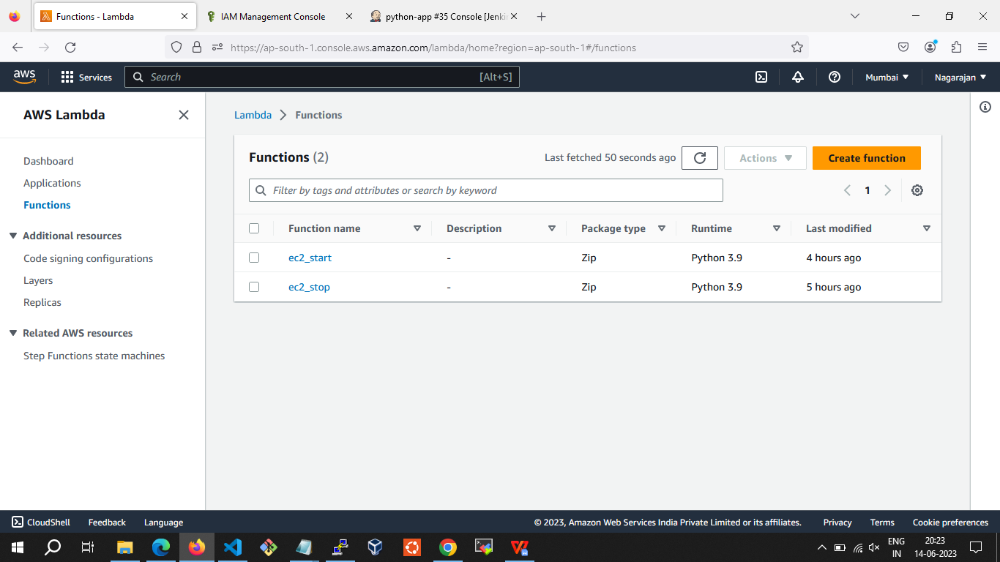 Functions - Lambda
IAM Management Console
python-app #35 Console [Jenki
https://ap-south-1.console.aws.amazon.com/lambda/home?region=ap-south-1#/functions
aws
Services
Search
[Alt+S]
Mumbai
Nagarajan
AWS Lambda
Dashboard
Applications
Functions
Additional resources
Code signing configurations
Layers
Replicas
Related AWS resources
Step Functions state machines
Lambda > Functions
Functions (2)
Last fetched 50 seconds ago
Actions
Create function
Filter by tags and attributes or search by keyword
1
Function name Description Package type Runtime Last modified
ec2_start - Zip Python 3.9 4 hours ago
ec2_stop - Zip Python 3.9 5 hours ago
CloudShell Feedback Language
© 2023, Amazon Web Services India Private Limited or its affiliates. Privacy Terms Cookie preferences
ENG
IN
20:23
14-06-2023